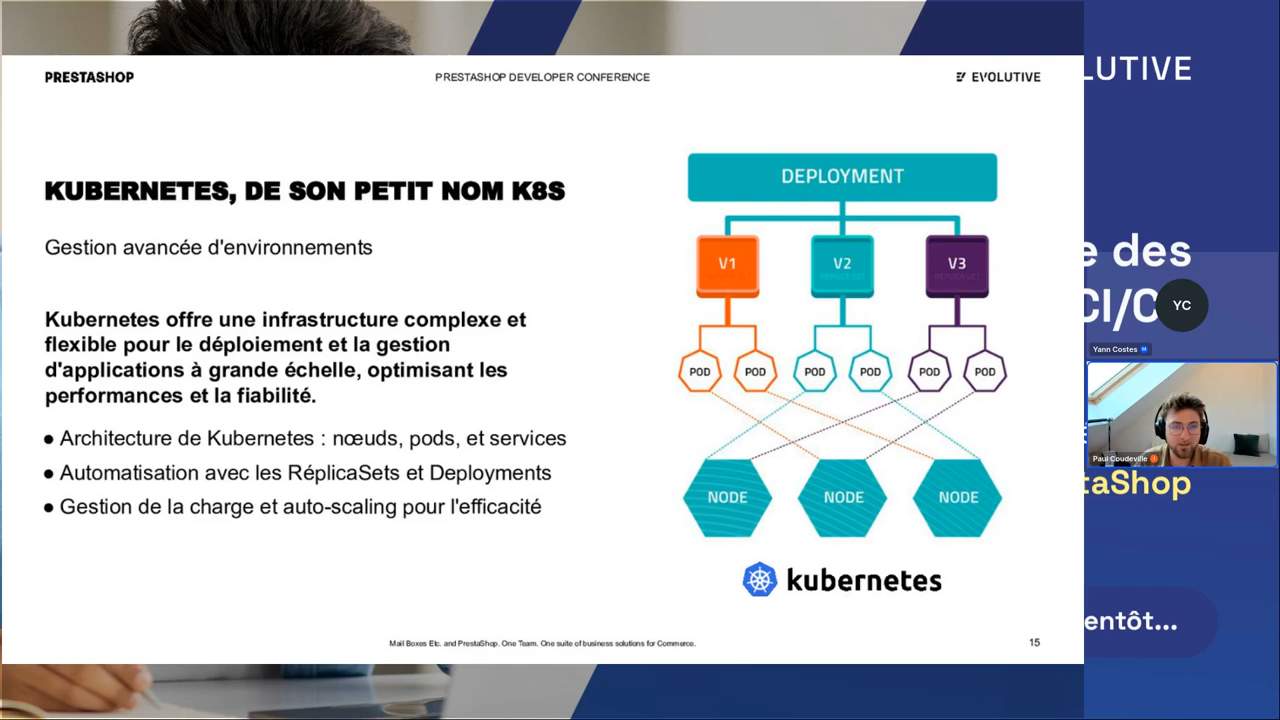 PRESTASHOP
PRESTASHOP DEVELOPER CONFERENCE
EVOLUTIVE
KUBERNETES, DE SON PETIT NOM K8S
Gestion avancée d'environnements
Kubernetes offre une infrastructure complexe et
flexible pour le déploiement et la gestion
d'applications à grande échelle, optimisant les
performances et la fiabilité.
● Architecture de Kubernetes : nœuds, pods, et services
● Automatisation avec les RéplicaSets et Deployments
● Gestion de la charge et auto-scaling pour l'efficacité
DEPLOYMENT
V1 V2 V3
POD POD POD POD POD POD
NODE NODE NODE
kubernetes
Mail Boxes Etc. and PrestaShop. One Team. One suite of business solutions for Commerce.
15
LUTIVE
e des
CI/C
YC
Yann Costes
Paul Coudeville
taShop
entôt...